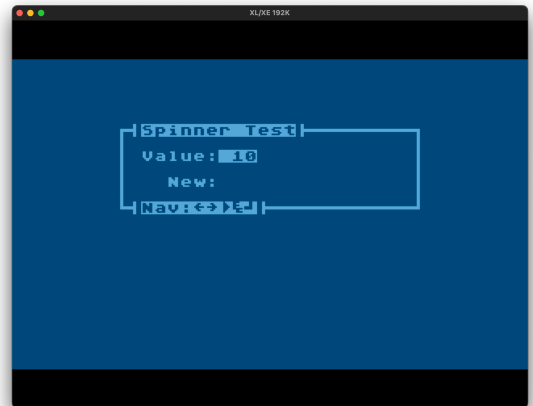 XL/XE 192K
Spinner Test
Value: 10
New:
Nav:←→▶E↲